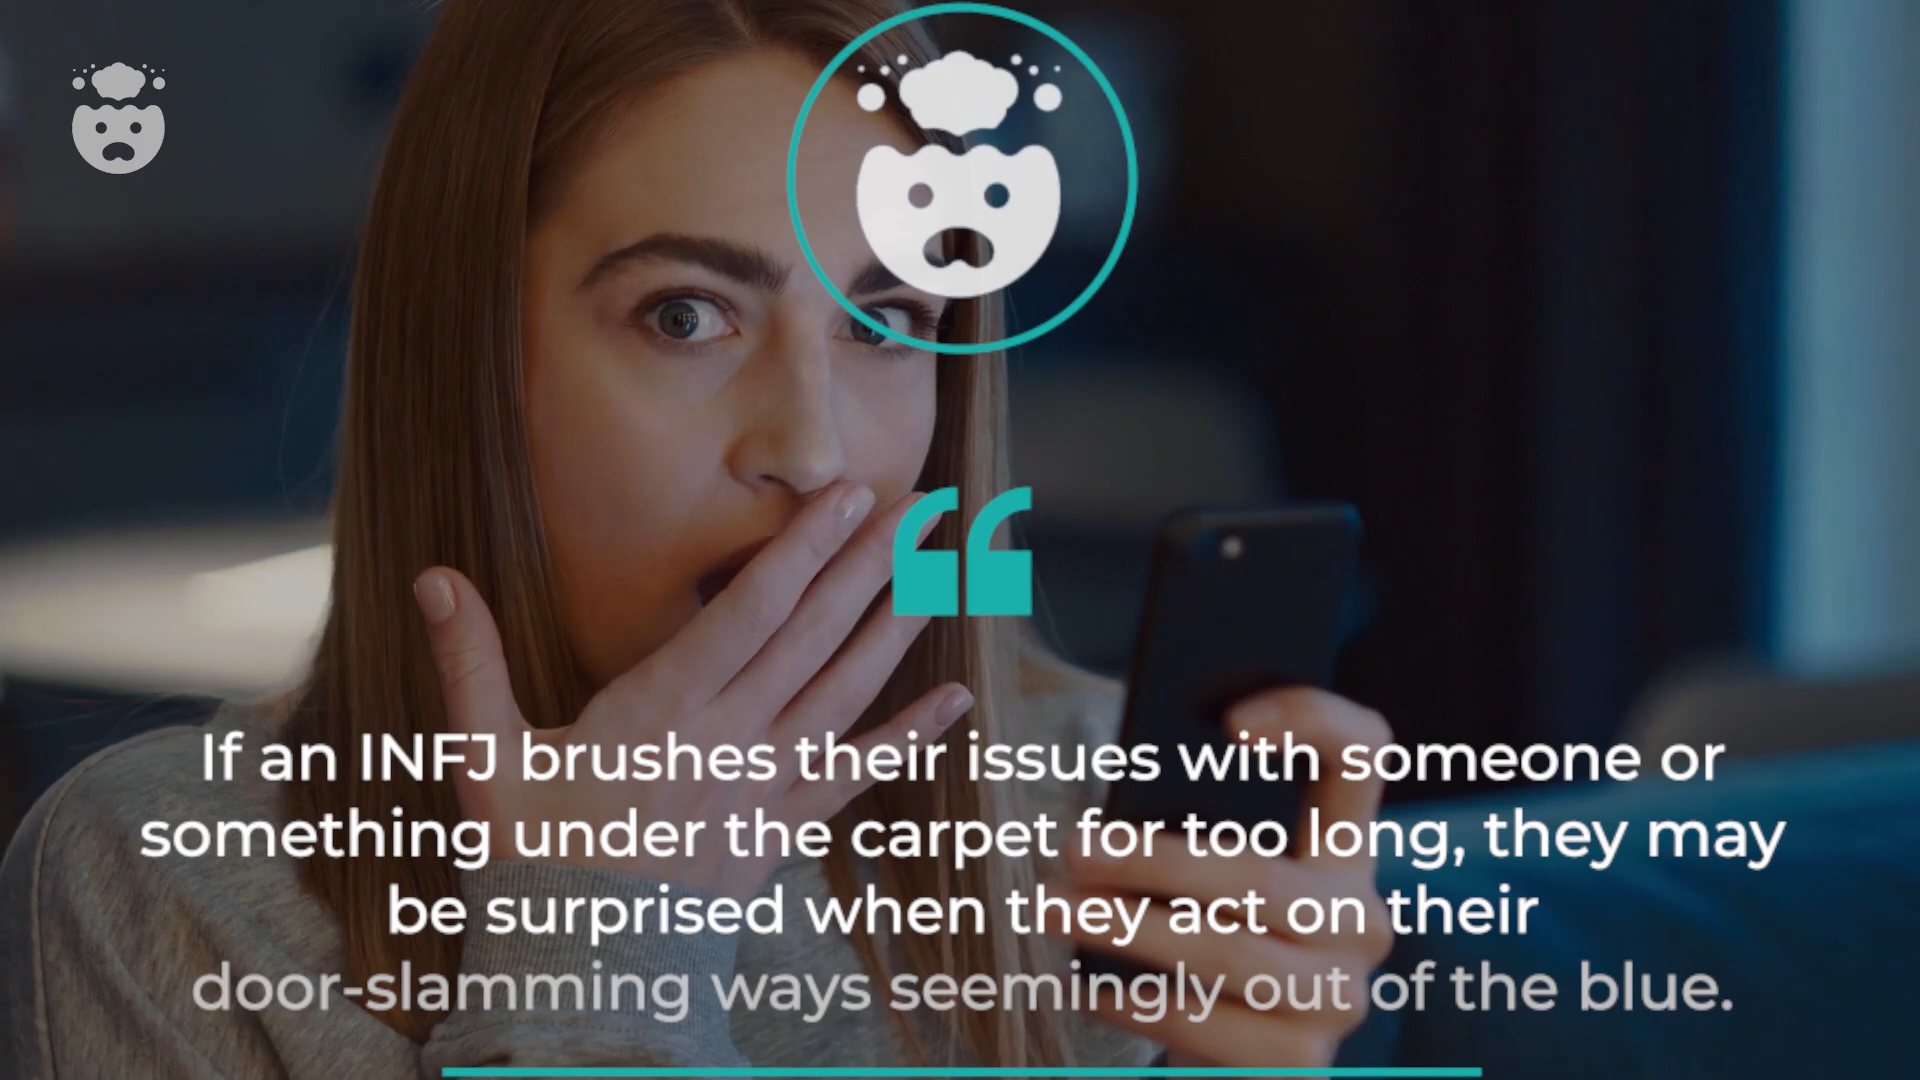 “
If an INFJ brushes their issues with someone or
something under the carpet for too long, they may
be surprised when they act on their
door-slamming ways seemingly out of the blue.